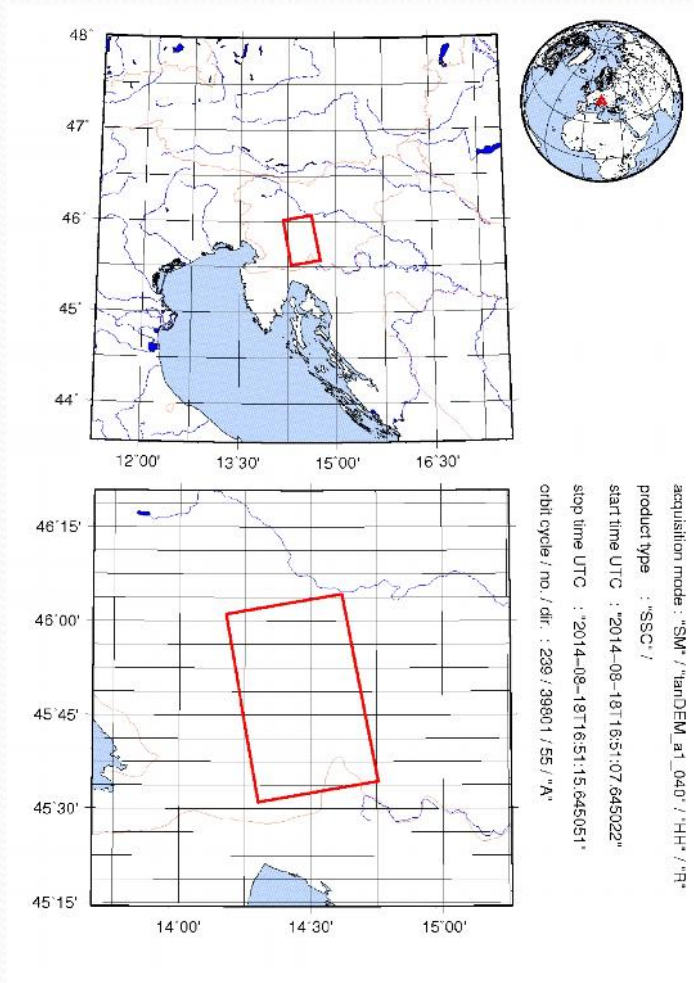 48°
47°
46°
45°
44°
12°00' 13°30' 15°00' 16°30'
46°15'
46°00'
45°45'
45°30'
45°15'
14°00' 14°30' 15°00'
acquisition mode : "SM" / "tanDEM_a1_040" / "HH" / "R"
product type : "SSC" /
start time UTC : "2014-08-18T16:51:07.645022"
stop time UTC : "2014-08-18T16:51:15.645051"
orbit cycle / no. / dir. : 239 / 39801 / 55 / "A"